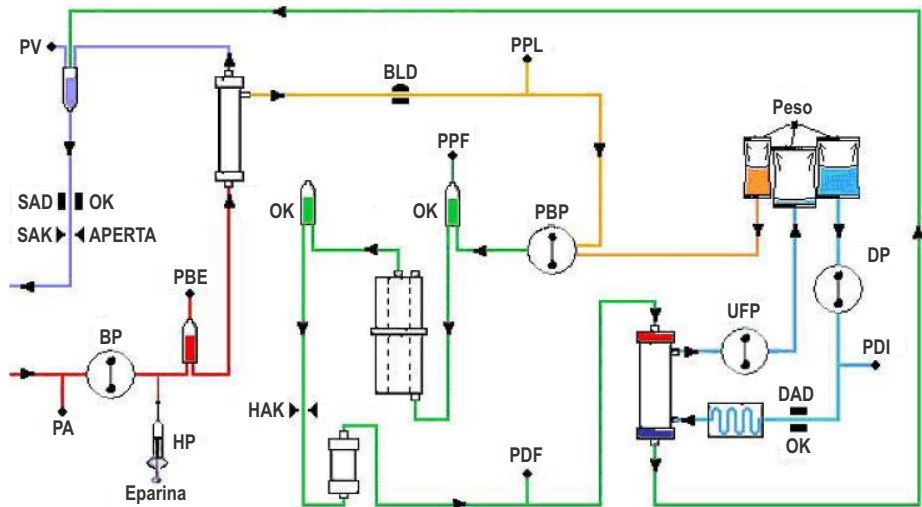 PV
PPL
BLD
Peso
PPF
SAD OK
OK
OK
PBP
SAK APERTA
DP
PBE
UFP
BP
PDI
HAK
DAD
PA
HP
OK
PDF
Eparina